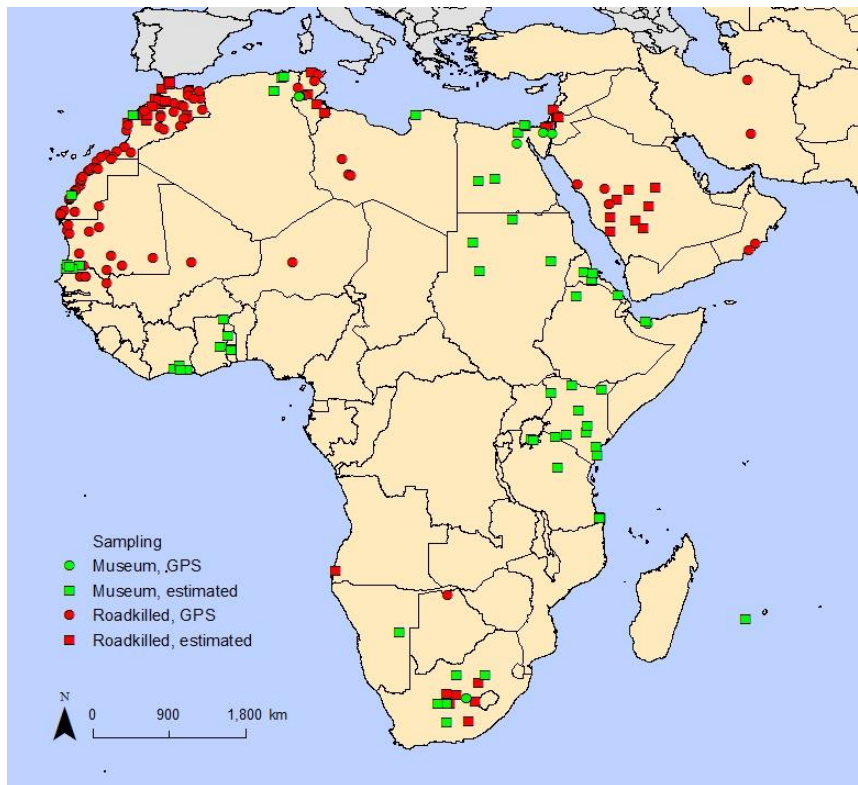 Sampling
Museum, .GPS
Museum, estimated
Roadkilled, GPS
Roadkilled, estimated
N
0 900 1,800 km